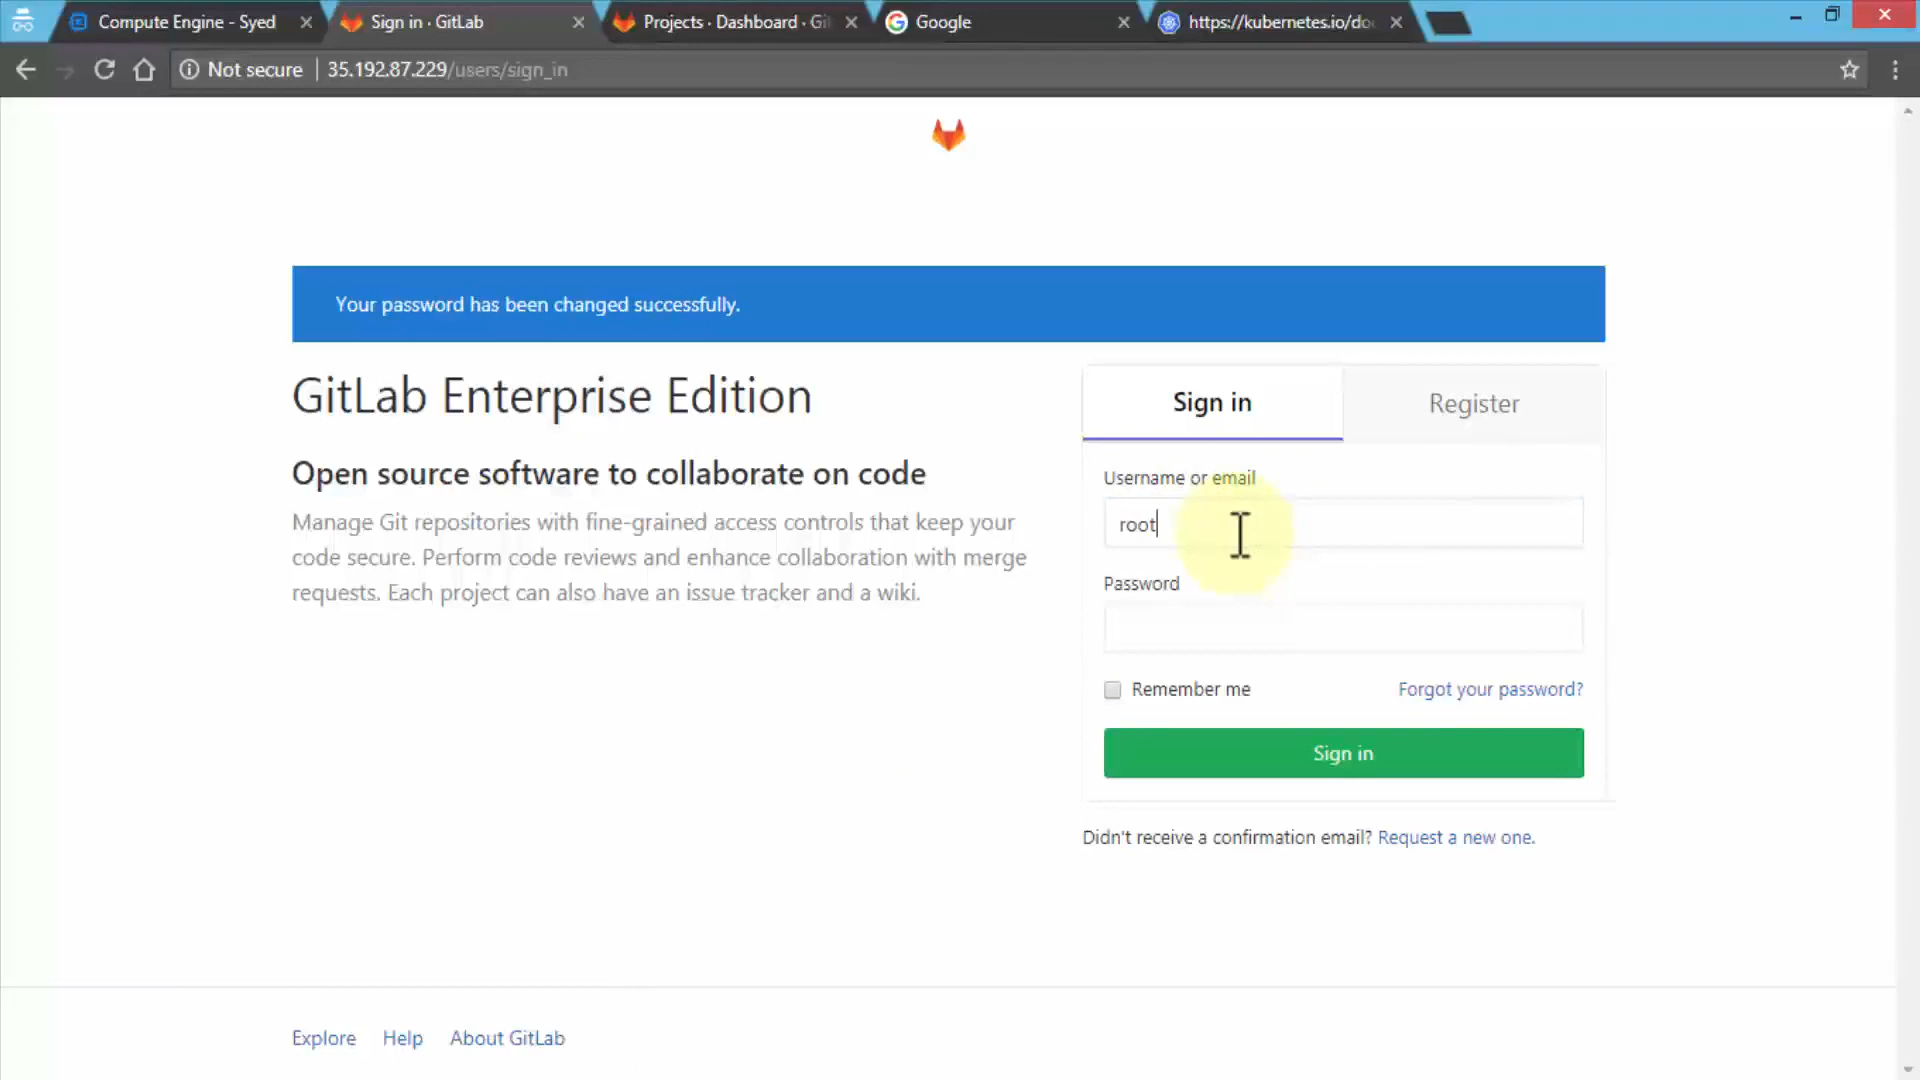 Compute Engine - Syed
Sign in · GitLab
Projects · Dashboard · Git
Google
https://kubernetes.io/doc
Not secure
35.192.87.229/users/sign_in
Your password has been changed successfully.
GitLab Enterprise Edition
Open source software to collaborate on code
Manage Git repositories with fine-grained access controls that keep your
code secure. Perform code reviews and enhance collaboration with merge
requests. Each project can also have an issue tracker and a wiki.
Sign in
Register
Username or email
root
Password
Remember me
Forgot your password?
Sign in
Didn't receive a confirmation email? Request a new one.
Explore
Help
About GitLab